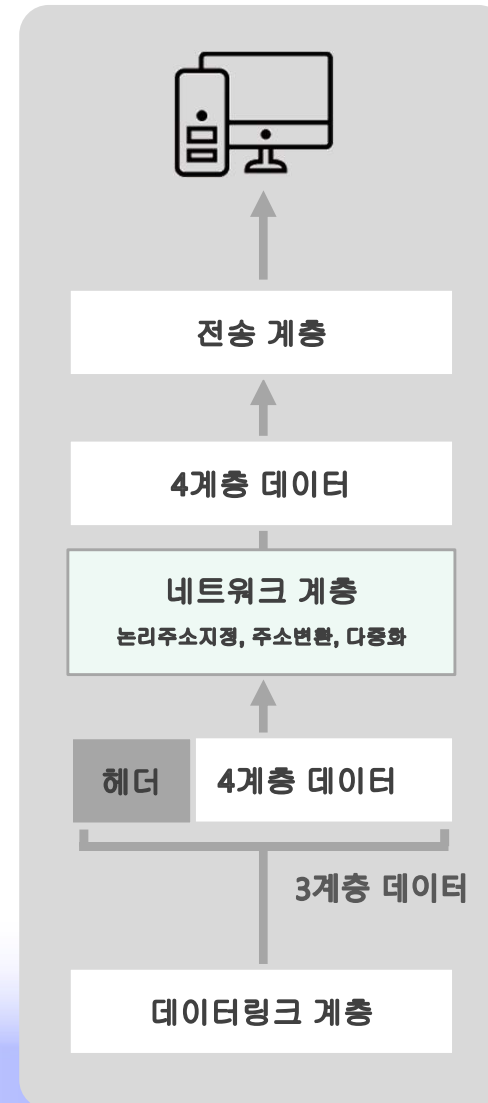 전송 계층
4계층 데이터
네트워크 계층
논리주소지정, 주소변환, 다중화
헤더
4계층 데이터
3계층 데이터
데이터링크 계층